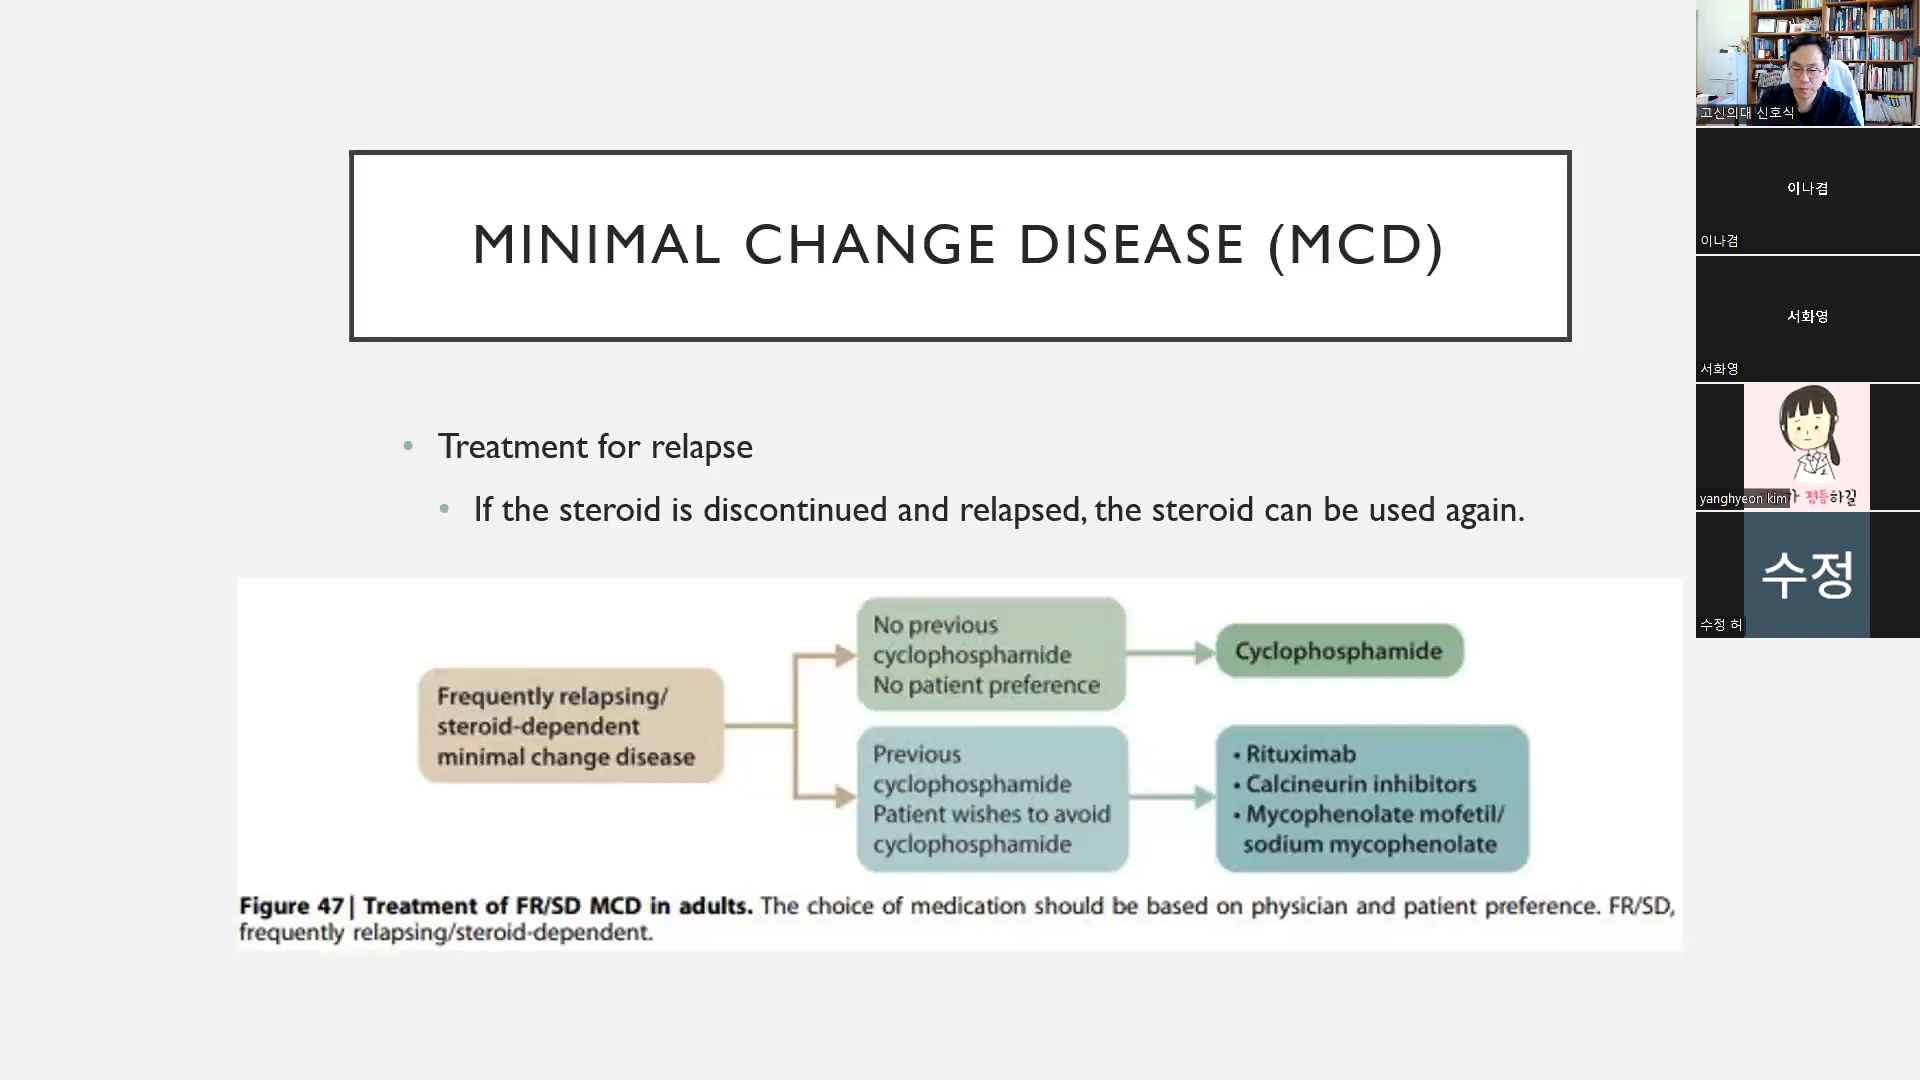 MINIMAL CHANGE DISEASE (MCD)
• Treatment for relapse
• If the steroid is discontinued and relapsed, the steroid can be used again.
Frequently relapsing/
steroid-dependent
minimal change disease
No previous
cyclophosphamide
No patient preference
Cyclophosphamide
Previous
cyclophosphamide
Patient wishes to avoid
cyclophosphamide
• Rituximab
• Calcineurin inhibitors
• Mycophenolate mofetil/
sodium mycophenolate
Figure 47 | Treatment of FR/SD MCD in adults. The choice of medication should be based on physician and patient preference. FR/SD,
frequently relapsing/steroid-dependent.
고신의대 신호식
이나겸
이나겸
서화영
서화영
yanghyeon kim
평등하길
수정
수정 허